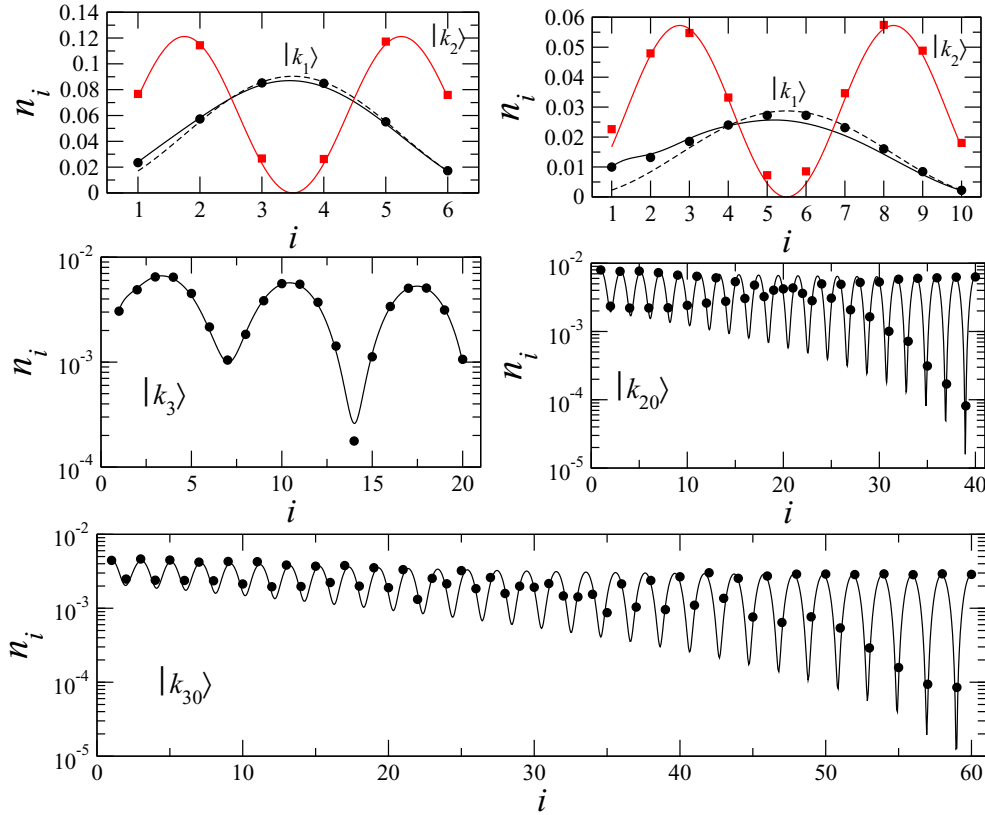 0.14
0.12
0.10
0.08
0.06
0.04
0.02
0
n_i
|k_1⟩
|k_2⟩
1 2 3 4 5 6
i
0.06
0.05
0.04
0.03
0.02
0.01
0
n_i
|k_1⟩
|k_2⟩
1 2 3 4 5 6 7 8 9 10
i
10^-2
10^-3
10^-4
n_i
|k_3⟩
0 5 10 15 20
i
10^-2
10^-3
10^-4
10^-5
n_i
|k_20⟩
0 10 20 30 40
i
10^-2
10^-3
10^-4
10^-5
n_i
|k_30⟩
0 10 20 30 40 50 60
i